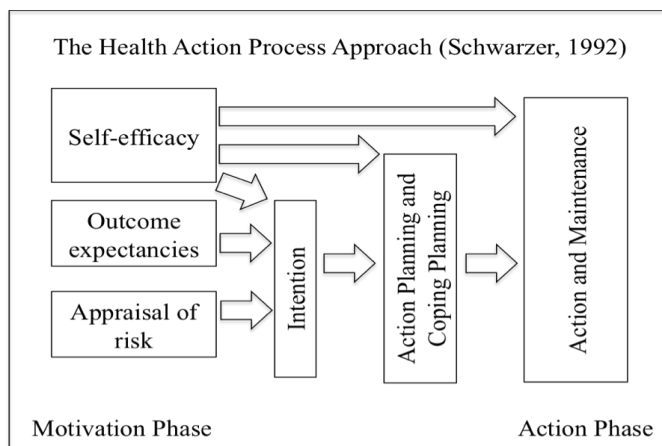 The Health Action Process Approach (Schwarzer, 1992)
Self-efficacy
Outcome
expectancies
Appraisal of
risk
Intention
Action Planning and
Coping Planning
Action and Maintenance
Motivation Phase
Action Phase